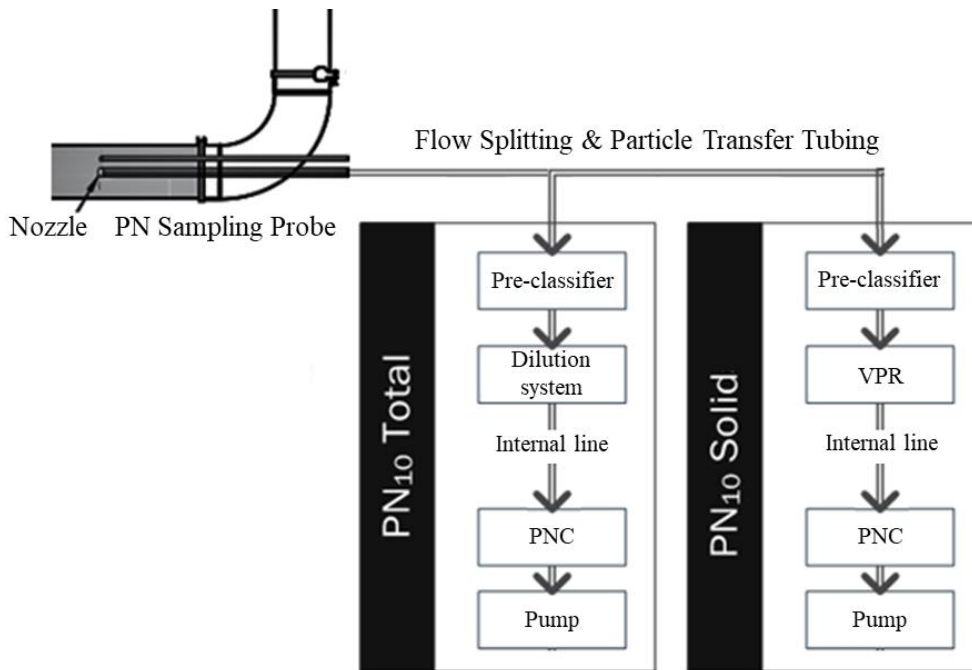 Flow Splitting & Particle Transfer Tubing
Nozzle
PN Sampling Probe
PN10 Total
Pre-classifier
Dilution
system
Internal line
PNC
Pump
PN10 Solid
Pre-classifier
VPR
Internal line
PNC
Pump